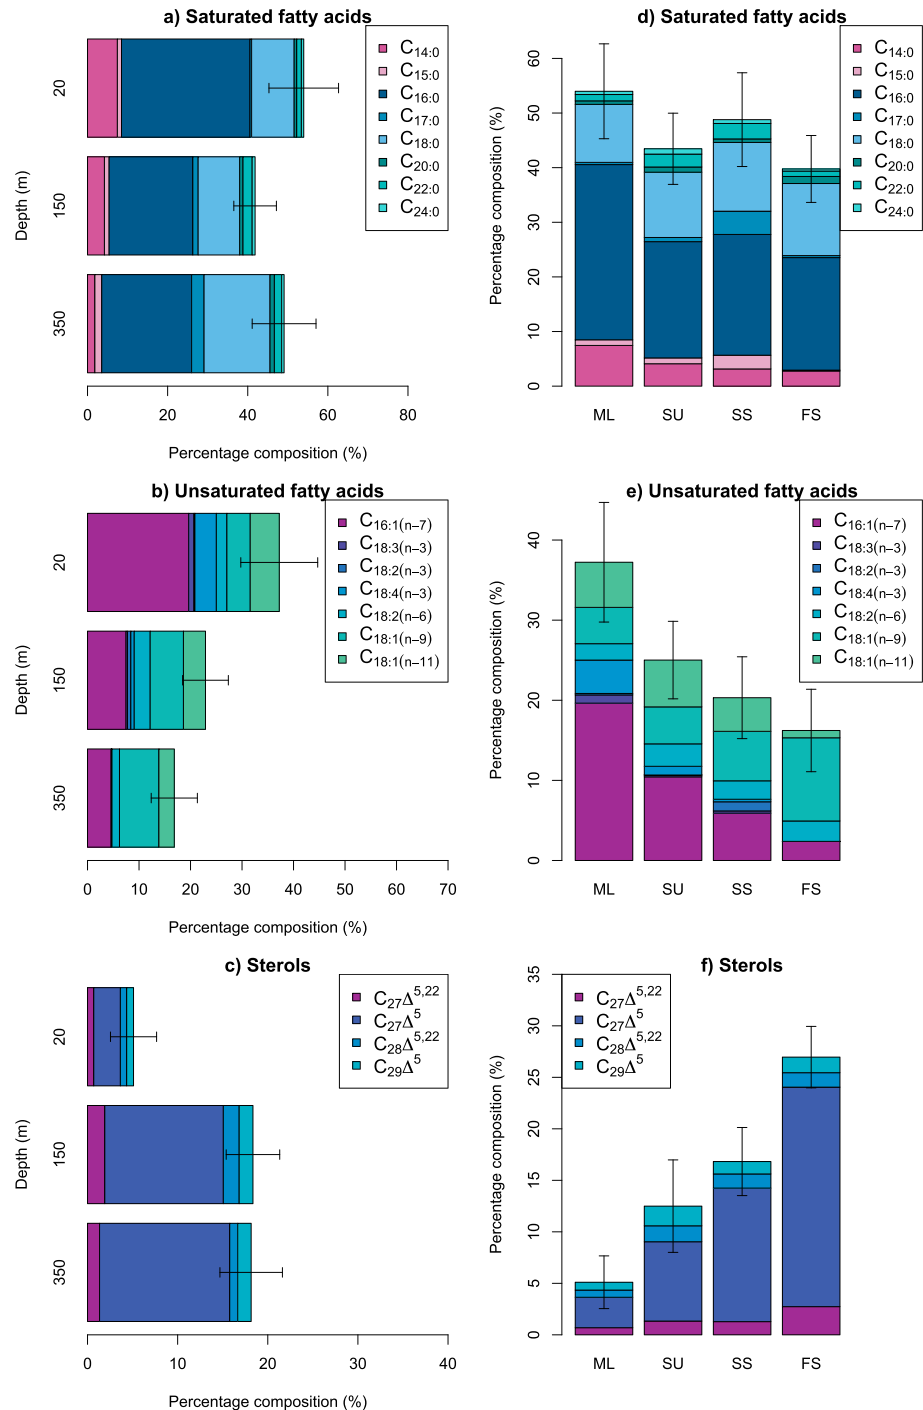 a) Saturated fatty acids
C14:0
C15:0
C16:0
C17:0
C18:0
C20:0
C22:0
C24:0
20
150
350
Depth (m)
0 20 40 60 80
Percentage composition (%)
d) Saturated fatty acids
C14:0
C15:0
C16:0
C17:0
C18:0
C20:0
C22:0
C24:0
60
50
40
30
20
10
0
Percentage composition (%)
ML SU SS FS
b) Unsaturated fatty acids
C16:1(n−7)
C18:3(n−3)
C18:2(n−3)
C18:4(n−3)
C18:2(n−6)
C18:1(n−9)
C18:1(n−11)
20
150
350
Depth (m)
0 10 20 30 40 50 60 70
Percentage composition (%)
e) Unsaturated fatty acids
C16:1(n−7)
C18:3(n−3)
C18:2(n−3)
C18:4(n−3)
C18:2(n−6)
C18:1(n−9)
C18:1(n−11)
40
30
20
10
0
Percentage composition (%)
ML SU SS FS
c) Sterols
C27Δ5,22
C27Δ5
C28Δ5,22
C29Δ5
20
150
350
Depth (m)
0 10 20 30 40
Percentage composition (%)
f) Sterols
C27Δ5,22
C27Δ5
C28Δ5,22
C29Δ5
35
30
25
20
15
10
5
0
Percentage composition (%)
ML SU SS FS